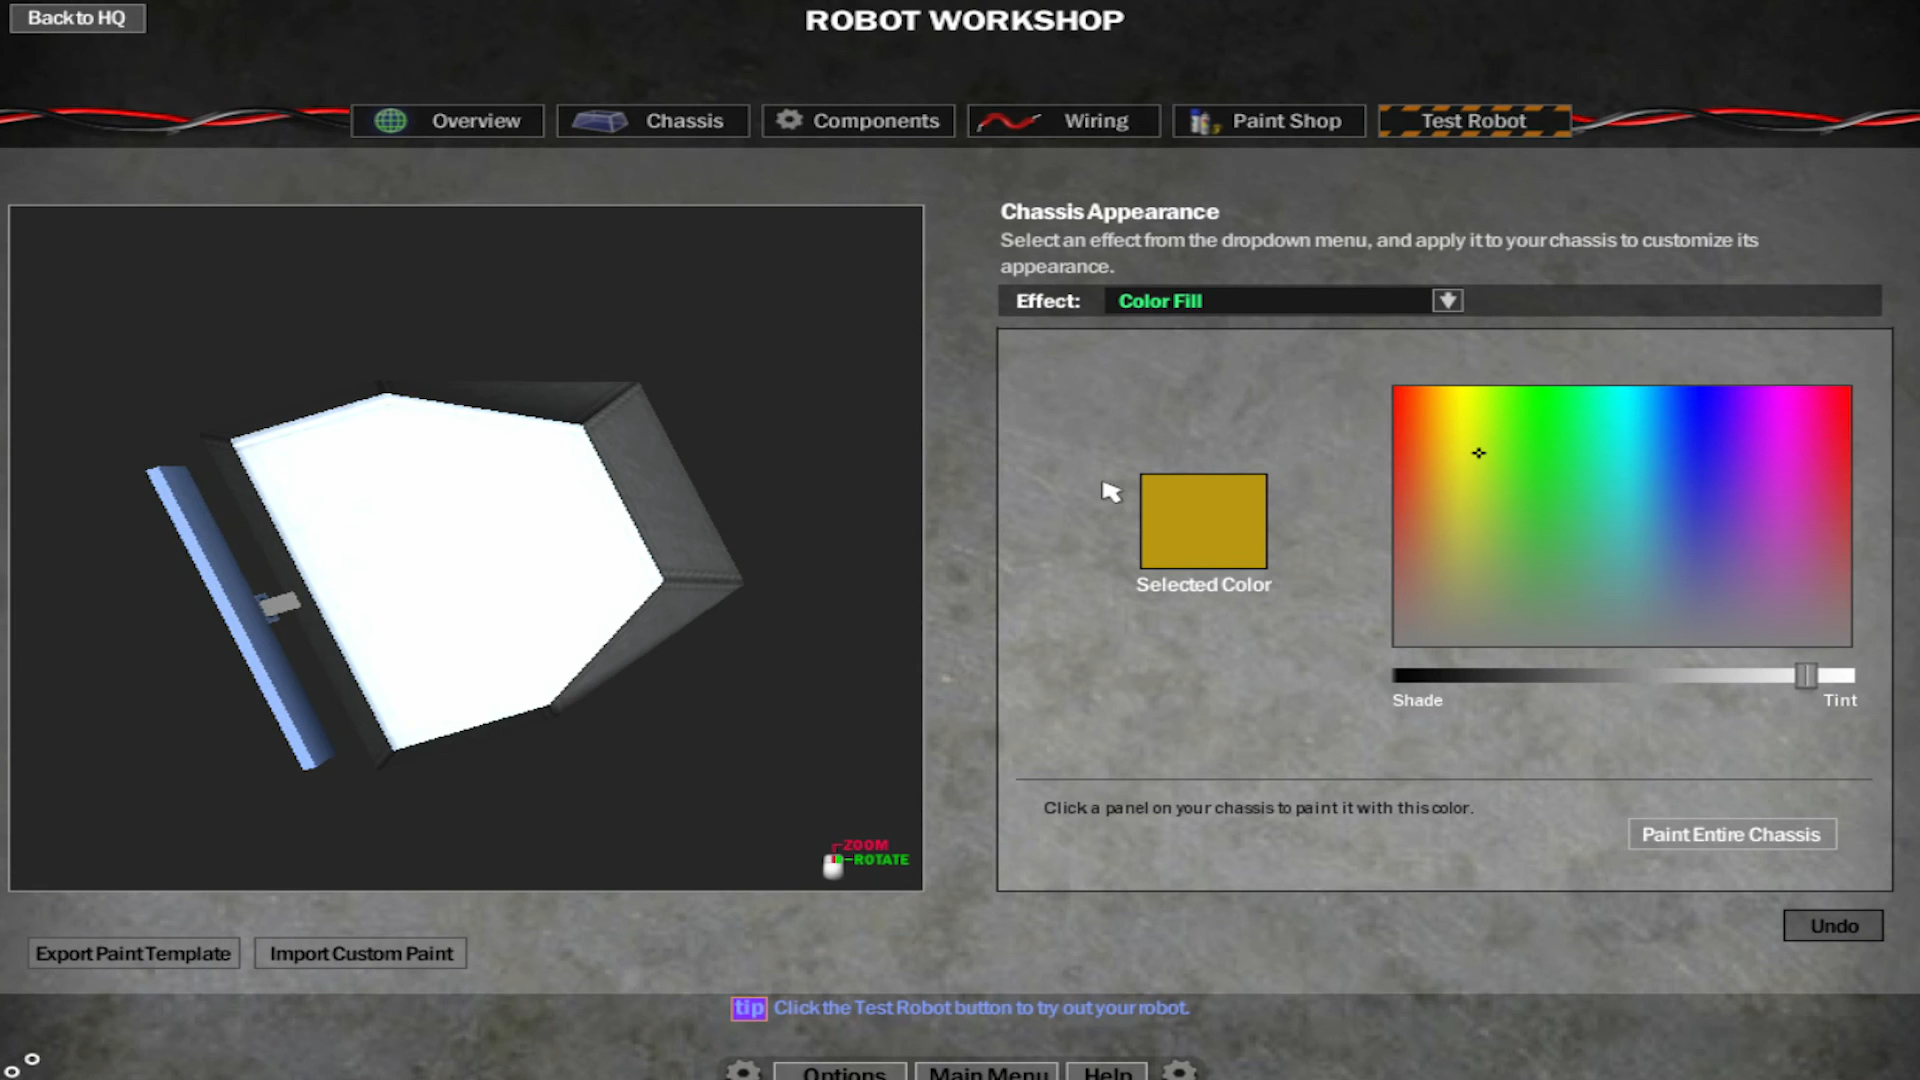 Back to HQ
ROBOT WORKSHOP
Overview
Chassis
Components
Wiring
Paint Shop
Test Robot
Chassis Appearance
Select an effect from the dropdown menu, and apply it to your chassis to customize its
appearance.
Effect: Color Fill
Selected Color
Shade
Tint
Click a panel on your chassis to paint it with this color.
Paint Entire Chassis
ZOOM
ROTATE
Undo
Export Paint Template
Import Custom Paint
tip Click the Test Robot button to try out your robot.
Options
Main Menu
Help